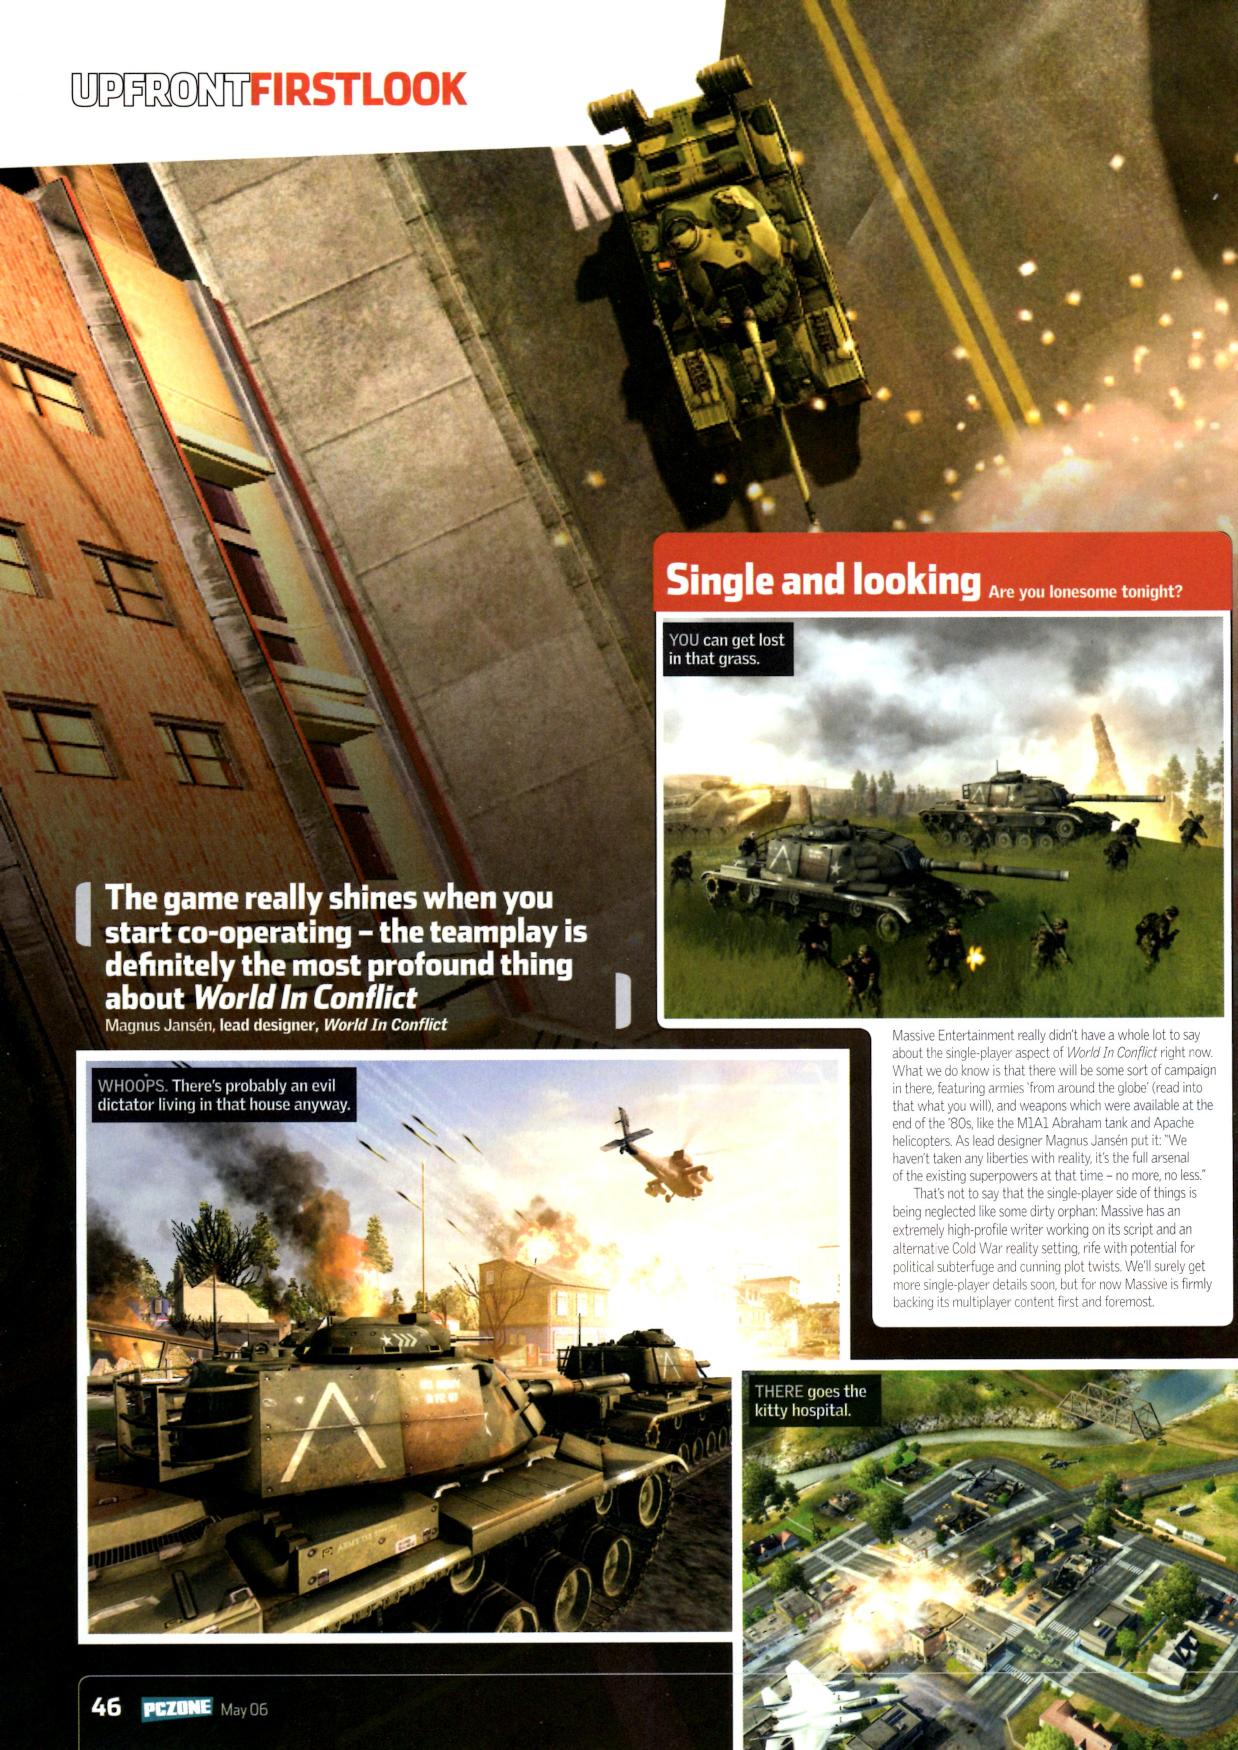 UPFRONTFIRSTLOOK
Single and looking Are you lonesome tonight?
YOU can get lost
in that grass.
The game really shines when you
start co-operating – the teamplay is
definitely the most profound thing
about World In Conflict
Magnus Jansén, lead designer, World In Conflict
Massive Entertainment really didn't have a whole lot to say
about the single-player aspect of World In Conflict right now.
What we do know is that there will be some sort of campaign
in there, featuring armies 'from around the globe' (read into
that what you will), and weapons which were available at the
end of the '80s, like the M1A1 Abraham tank and Apache
helicopters. As lead designer Magnus Jansén put it: "We
haven't taken any liberties with reality, it's the full arsenal
of the existing superpowers at that time – no more, no less."
That's not to say that the single-player side of things is
being neglected like some dirty orphan: Massive has an
extremely high-profile writer working on its script and an
alternative Cold War reality setting, rife with potential for
political subterfuge and cunning plot twists. We'll surely get
more single-player details soon, but for now Massive is firmly
backing its multiplayer content first and foremost.
WHOOPS. There's probably an evil
dictator living in that house anyway.
THERE goes the
kitty hospital.
46 PCZONE May 06